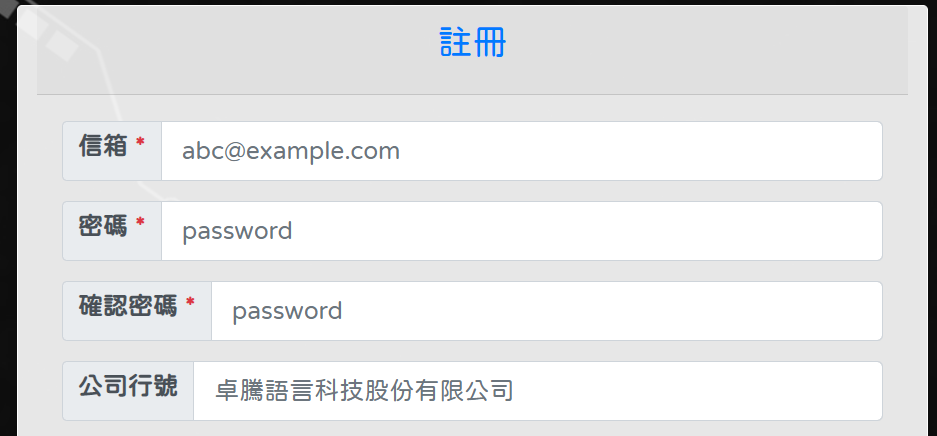 註冊
信箱 * abc@example.com
密碼 * password
確認密碼 * password
公司行號 卓騰語言科技股份有限公司